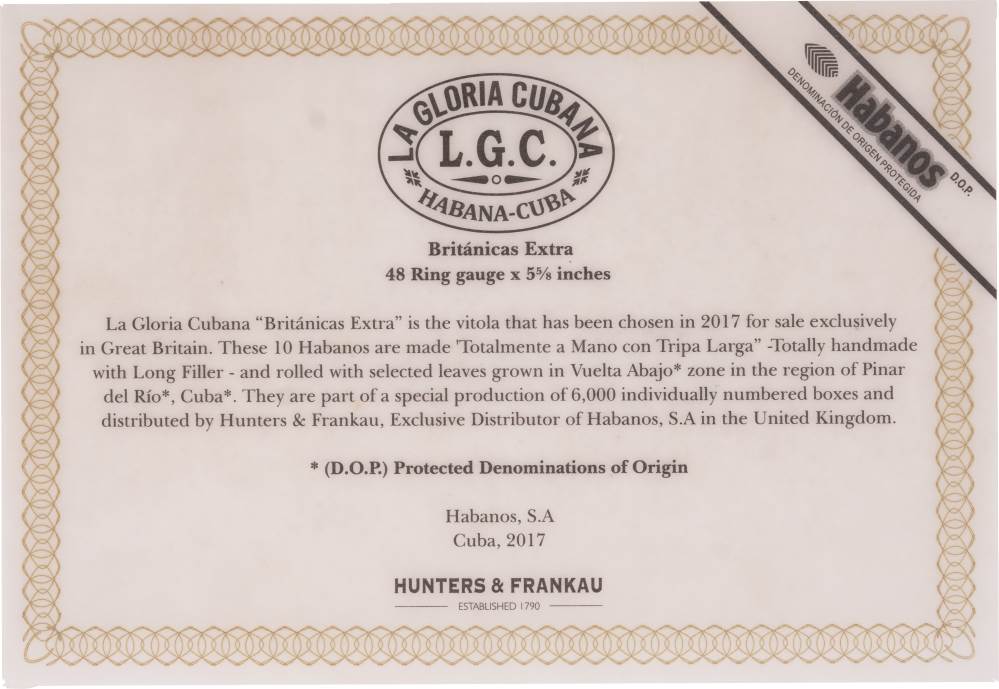 LA GLORIA CUBANA
L.G.C.
HABANA-CUBA
Habanos
D.O.P.
DENOMINACIÓN DE ORIGEN PROTEGIDA
Británicas Extra
48 Ring gauge x 5⅝ inches
La Gloria Cubana “Británicas Extra” is the vitola that has been chosen in 2017 for sale exclusively
in Great Britain. These 10 Habanos are made 'Totalmente a Mano con Tripa Larga” -Totally handmade
with Long Filler - and rolled with selected leaves grown in Vuelta Abajo* zone in the region of Pinar
del Río*, Cuba*. They are part of a special production of 6,000 individually numbered boxes and
distributed by Hunters & Frankau, Exclusive Distributor of Habanos, S.A in the United Kingdom.
* (D.O.P.) Protected Denominations of Origin
Habanos, S.A
Cuba, 2017
HUNTERS & FRANKAU
ESTABLISHED 1790